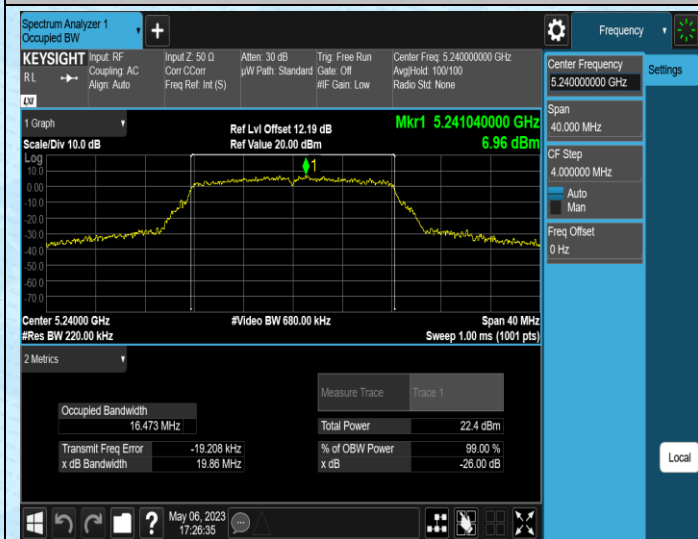 Spectrum Analyzer 1
Occupied BW
Frequency
KEYSIGHT
R L
LXI
Input: RF
Coupling: AC
Align: Auto
Input Z: 50 Ω
Corr CCorr
Freq Ref: Int (S)
Atten: 30 dB
µW Path: Standard
Trig: Free Run
Gate: Off
#IF Gain: Low
Center Freq: 5.240000000 GHz
Avg|Hold: 100/100
Radio Std: None
Center Frequency
5.240000000 GHz
Settings
Span
40.000 MHz
CF Step
4.000000 MHz
Auto
Man
Freq Offset
0 Hz
Local
1 Graph
Scale/Div 10.0 dB
Ref Lvl Offset 12.19 dB
Ref Value 20.00 dBm
Mkr1 5.241040000 GHz
6.96 dBm
Log
10.0
0.00
-10.0
-20.0
-30.0
-40.0
-50.0
-60.0
-70.0
1
Center 5.24000 GHz
#Res BW 220.00 kHz
#Video BW 680.00 kHz
Span 40 MHz
Sweep 1.00 ms (1001 pts)
2 Metrics
Measure Trace
Trace 1
Occupied Bandwidth
16.473 MHz
Total Power 22.4 dBm
Transmit Freq Error -19.208 kHz
% of OBW Power 99.00 %
x dB Bandwidth 19.86 MHz
x dB -26.00 dB
May 06, 2023
17:26:35